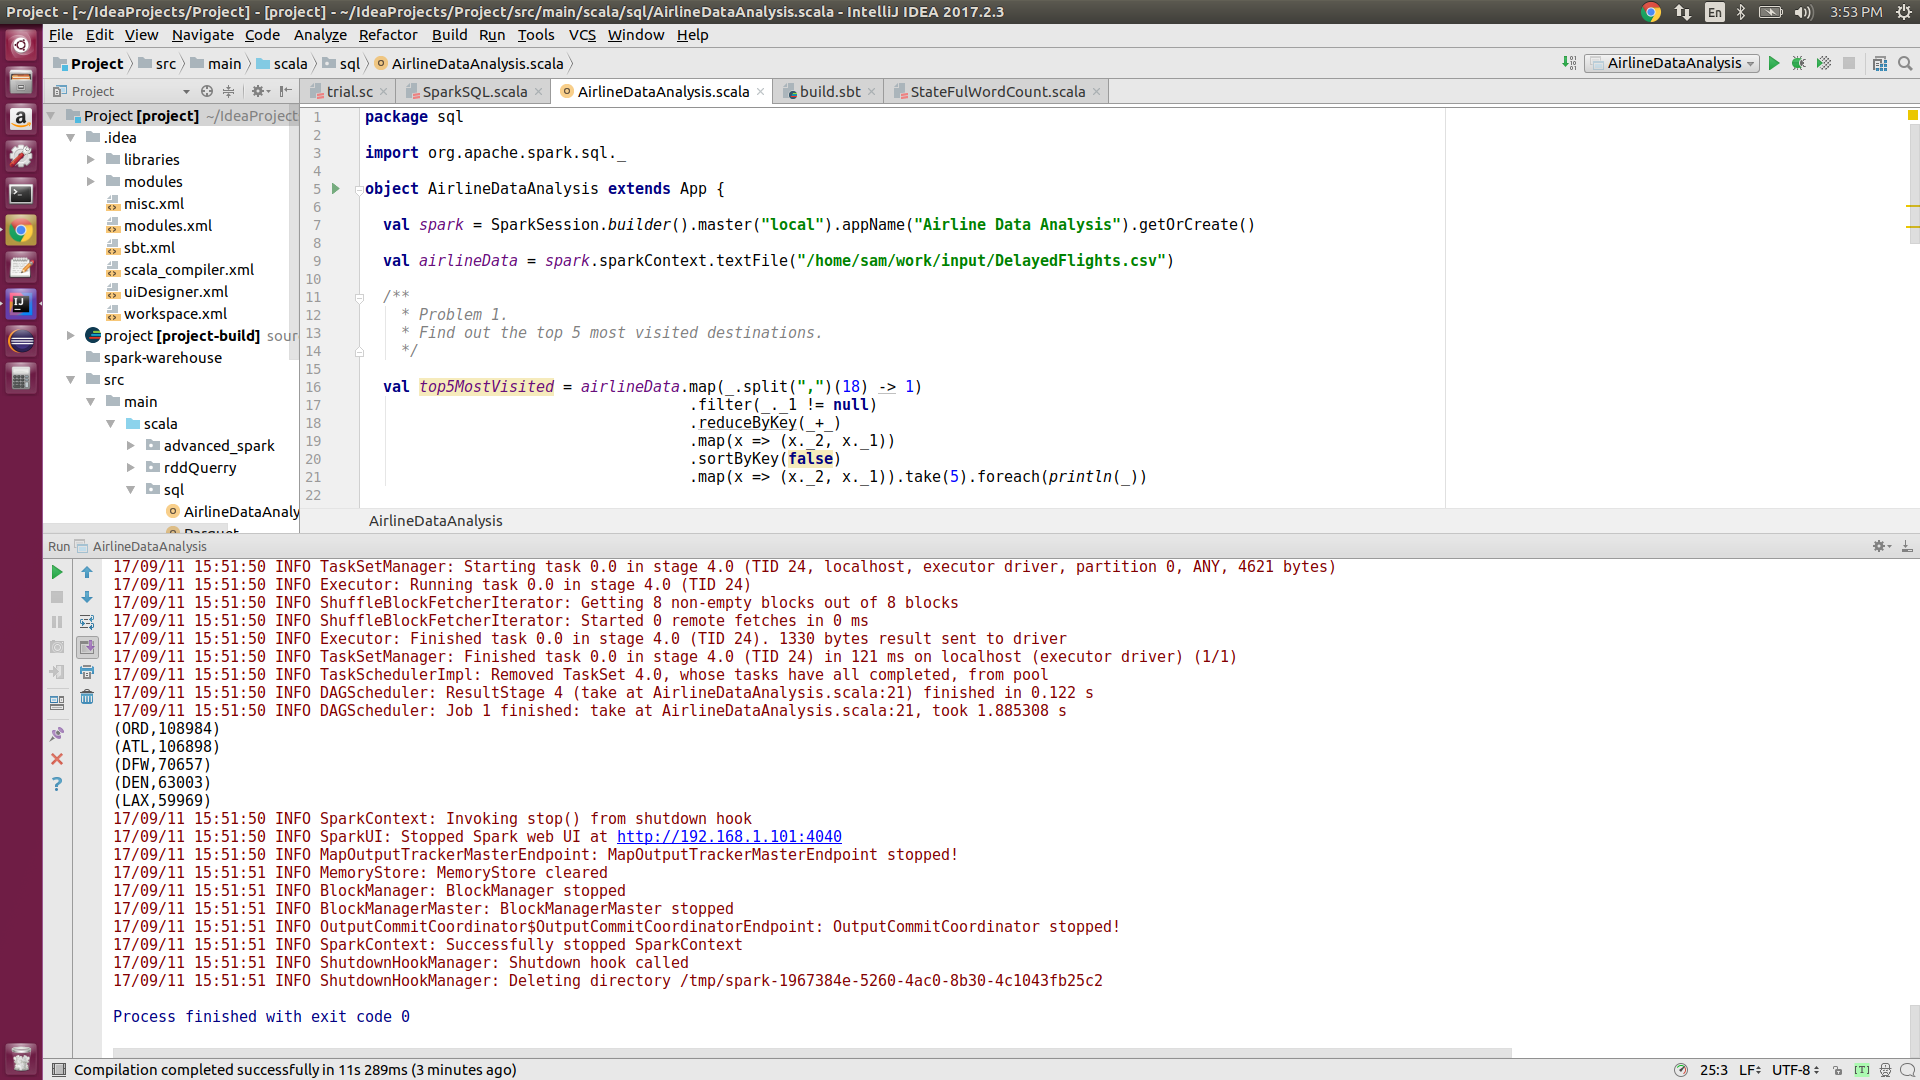 Project - [~/IdeaProjects/Project] - [project] - ~/IdeaProjects/Project/src/main/scala/sql/AirlineDataAnalysis.scala - IntelliJ IDEA 2017.2.3
En
3:53 PM
File Edit View Navigate Code Analyze Refactor Build Run Tools VCS Window Help
Project src main scala sql AirlineDataAnalysis.scala
AirlineDataAnalysis
Project
trial.sc SparkSQL.scala AirlineDataAnalysis.scala build.sbt StateFulWordCount.scala
Project [project] ~/IdeaProject
.idea
libraries
modules
misc.xml
modules.xml
sbt.xml
scala_compiler.xml
uiDesigner.xml
workspace.xml
project [project-build] sour
spark-warehouse
src
main
scala
advanced_spark
rddQuerry
sql
AirlineDataAnaly
1 package sql
2
3 import org.apache.spark.sql._
4
5 object AirlineDataAnalysis extends App {
6
7 val spark = SparkSession.builder().master("local").appName("Airline Data Analysis").getOrCreate()
8
9 val airlineData = spark.sparkContext.textFile("/home/sam/work/input/DelayedFlights.csv")
10
11 /**
12 * Problem 1.
13 * Find out the top 5 most visited destinations.
14 */
15
16 val top5MostVisited = airlineData.map(_.split(",")(18) -> 1)
17 .filter(_._1 != null)
18 .reduceByKey(_+_)
19 .map(x => (x._2, x._1))
20 .sortByKey(false)
21 .map(x => (x._2, x._1)).take(5).foreach(println(_))
22
AirlineDataAnalysis
Run AirlineDataAnalysis
17/09/11 15:51:50 INFO TaskSetManager: Starting task 0.0 in stage 4.0 (TID 24, localhost, executor driver, partition 0, ANY, 4621 bytes)
17/09/11 15:51:50 INFO Executor: Running task 0.0 in stage 4.0 (TID 24)
17/09/11 15:51:50 INFO ShuffleBlockFetcherIterator: Getting 8 non-empty blocks out of 8 blocks
17/09/11 15:51:50 INFO ShuffleBlockFetcherIterator: Started 0 remote fetches in 0 ms
17/09/11 15:51:50 INFO Executor: Finished task 0.0 in stage 4.0 (TID 24). 1330 bytes result sent to driver
17/09/11 15:51:50 INFO TaskSetManager: Finished task 0.0 in stage 4.0 (TID 24) in 121 ms on localhost (executor driver) (1/1)
17/09/11 15:51:50 INFO TaskSchedulerImpl: Removed TaskSet 4.0, whose tasks have all completed, from pool
17/09/11 15:51:50 INFO DAGScheduler: ResultStage 4 (take at AirlineDataAnalysis.scala:21) finished in 0.122 s
17/09/11 15:51:50 INFO DAGScheduler: Job 1 finished: take at AirlineDataAnalysis.scala:21, took 1.885308 s
(ORD,108984)
(ATL,106898)
(DFW,70657)
(DEN,63003)
(LAX,59969)
17/09/11 15:51:50 INFO SparkContext: Invoking stop() from shutdown hook
17/09/11 15:51:50 INFO SparkUI: Stopped Spark web UI at http://192.168.1.101:4040
17/09/11 15:51:50 INFO MapOutputTrackerMasterEndpoint: MapOutputTrackerMasterEndpoint stopped!
17/09/11 15:51:51 INFO MemoryStore: MemoryStore cleared
17/09/11 15:51:51 INFO BlockManager: BlockManager stopped
17/09/11 15:51:51 INFO BlockManagerMaster: BlockManagerMaster stopped
17/09/11 15:51:51 INFO OutputCommitCoordinator$OutputCommitCoordinatorEndpoint: OutputCommitCoordinator stopped!
17/09/11 15:51:51 INFO SparkContext: Successfully stopped SparkContext
17/09/11 15:51:51 INFO ShutdownHookManager: Shutdown hook called
17/09/11 15:51:51 INFO ShutdownHookManager: Deleting directory /tmp/spark-1967384e-5260-4ac0-8b30-4c1043fb25c2
Process finished with exit code 0
Compilation completed successfully in 11s 289ms (3 minutes ago)
25:3 LF UTF-8 [T]